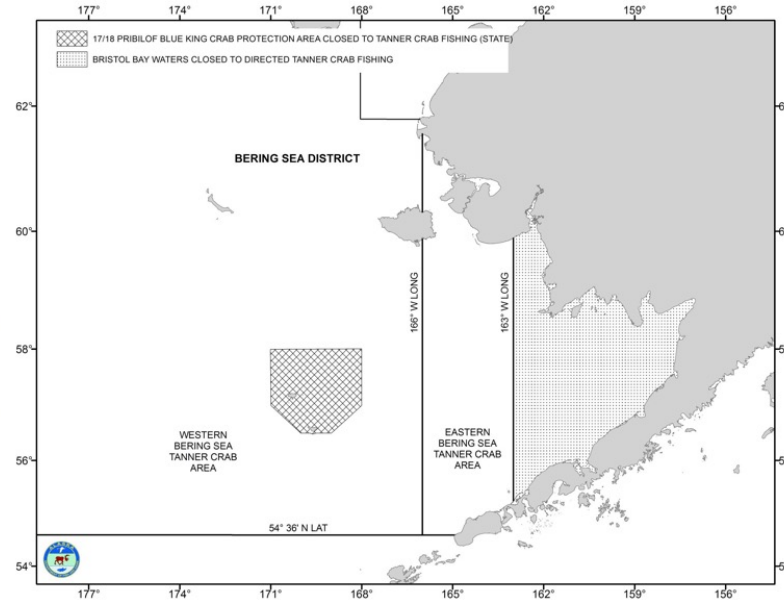 177° 174° 171° 168° 165° 162° 159° 156°
17/18 PRIBILOF BLUE KING CRAB PROTECTION AREA CLOSED TO TANNER CRAB FISHING (STATE)
BRISTOL BAY WATERS CLOSED TO DIRECTED TANNER CRAB FISHING
62°
BERING SEA DISTRICT
60°
166° W LONG
163° W LONG
58°
WESTERN
BERING SEA
TANNER CRAB
AREA
EASTERN
BERING SEA
TANNER CRAB
AREA
56°
54° 36' N LAT
54°
177° 174° 171° 168° 165° 162° 159° 156°